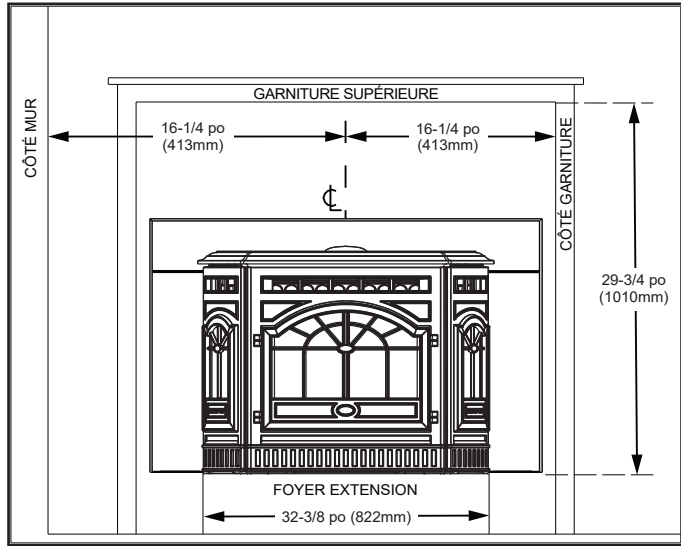 GARNITURE SUPÉRIEURE
CÔTÉ MUR
16-1/4 po
(413mm)
16-1/4 po
(413mm)
CÔTÉ GARNITURE
℄
29-3/4 po
(1010mm)
FOYER EXTENSION
32-3/8 po (822mm)